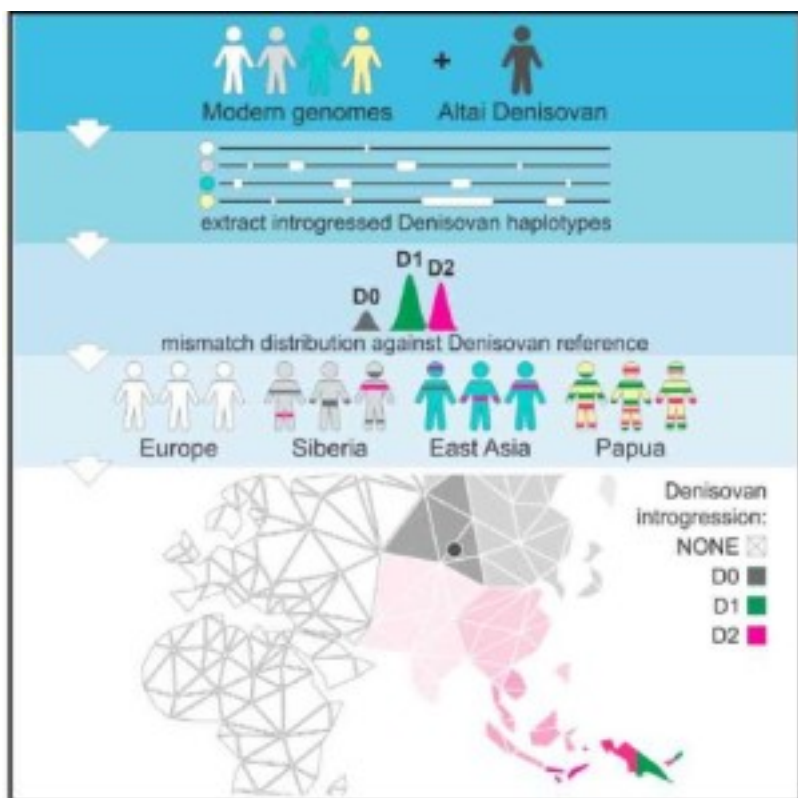 +
Modern genomes Altai Denisovan
extract introgressed Denisovan haplotypes
D0 D1 D2
mismatch distribution against Denisovan reference
Europe Siberia East Asia Papua
Denisovan
introgression:
NONE
D0
D1
D2